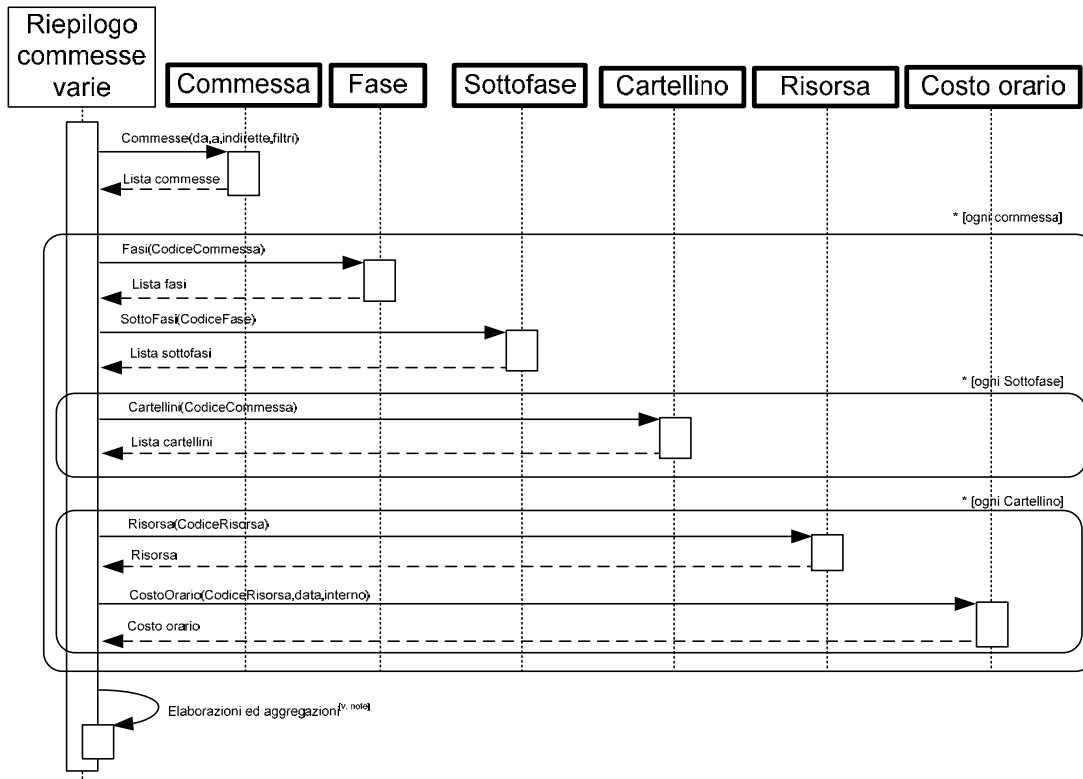 Riepilogo
commesse
varie
Commessa
Fase
Sottofase
Cartellino
Risorsa
Costo orario
Commesse(da,a,indirette,filtri)
Lista commesse
* [ogni commessa]
Fasi(CodiceCommessa)
Lista fasi
SottoFasi(CodiceFase)
Lista sottofasi
* [ogni Sottofase]
Cartellini(CodiceCommessa)
Lista cartellini
* [ogni Cartellino]
Risorsa(CodiceRisorsa)
Risorsa
CostoOrario(CodiceRisorsa,data,interno)
Costo orario
Elaborazioni ed aggregazioni[v. note]